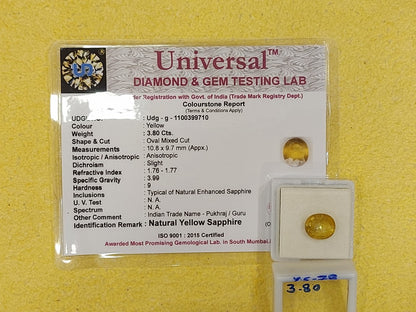 Universal™
DIAMOND & GEM TESTING LAB
der Registration with Govt. of India (Trade Mark Registry Dept.)
Colourstone Report
(Terms & Conditions Apply)
UDG : Udg - g - 1100399710
Colour : Yellow
Weight : 3.80 Cts.
Shape & Cut : Oval Mixed Cut
Measurements : 10.8 x 9.7 mm (Appx.)
Isotropic / Anisotropic : Anisotropic
Dichroism : Slight
Refractive Index : 1.76 - 1.77
Specific Gravity : 3.99
Hardness : 9
Inclusions : Typical of Natural Enhanced Sapphire
U. V. Test : N. A.
Spectrum : N. A.
Other Comment : Indian Trade Name - Pukhraj / Guru
Identification Remark : Natural Yellow Sapphire
ISO 9001 : 2015 Certified
Awarded Most Promising Gemological Lab. in South Mumbai,
3.80